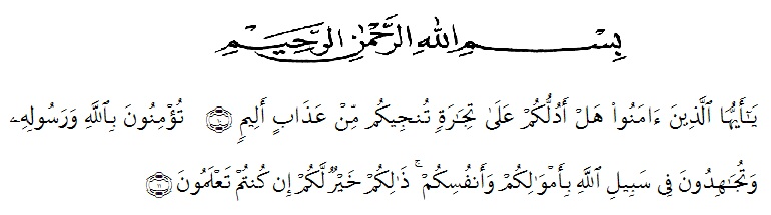 بِسْمِ اللهِ الرَّحْمٰنِ الرَّحِيْمِ
يَـٰٓأَيُّهَا ٱلَّذِينَ ءَامَنُوا۟ هَلْ أَدُلُّكُمْ عَلَىٰ تِجَـٰرَةٍ تُنجِيكُم مِّنْ عَذَابٍ أَلِيمٍ ۝١٠ تُؤْمِنُونَ بِٱللَّهِ وَرَسُولِهِۦ
وَتُجَـٰهِدُونَ فِى سَبِيلِ ٱللَّهِ بِأَمْوَٰلِكُمْ وَأَنفُسِكُمْ ۚ ذَٰلِكُمْ خَيْرٌ لَّكُمْ إِن كُنتُمْ تَعْلَمُونَ ۝١١